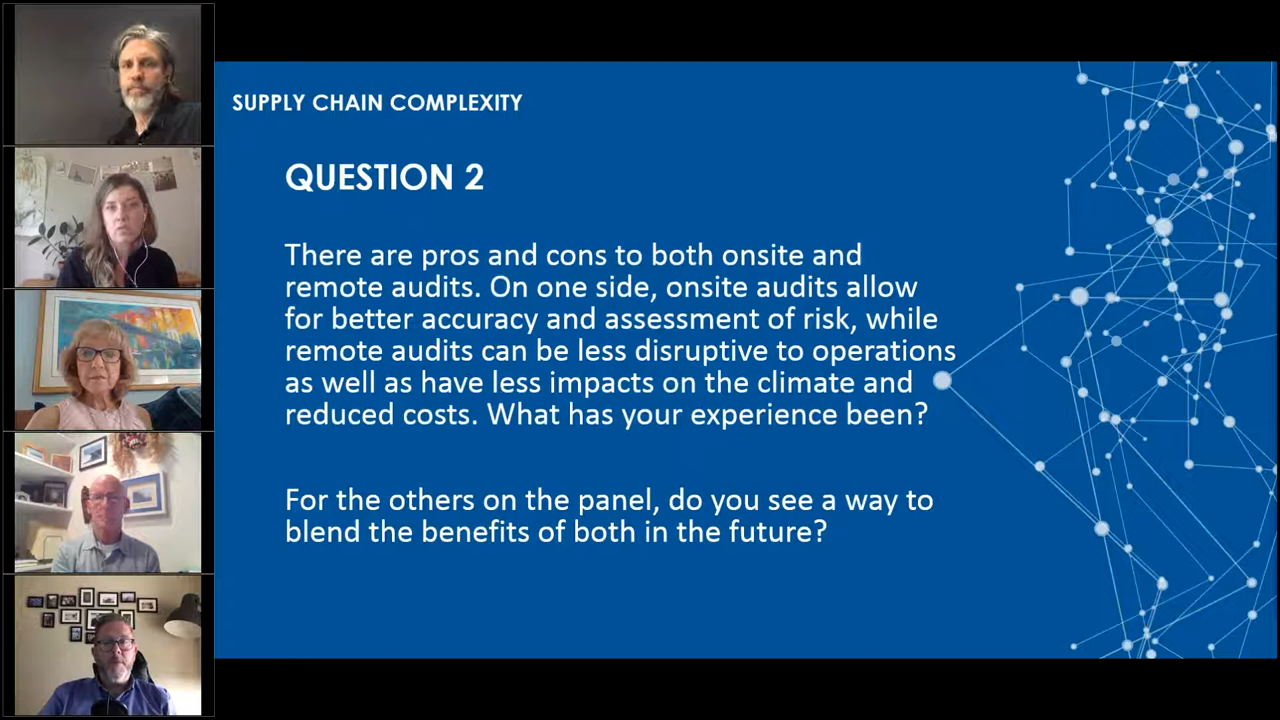 SUPPLY CHAIN COMPLEXITY
QUESTION 2
There are pros and cons to both onsite and
remote audits. On one side, onsite audits allow
for better accuracy and assessment of risk, while
remote audits can be less disruptive to operations
as well as have less impacts on the climate and
reduced costs. What has your experience been?
For the others on the panel, do you see a way to
blend the benefits of both in the future?